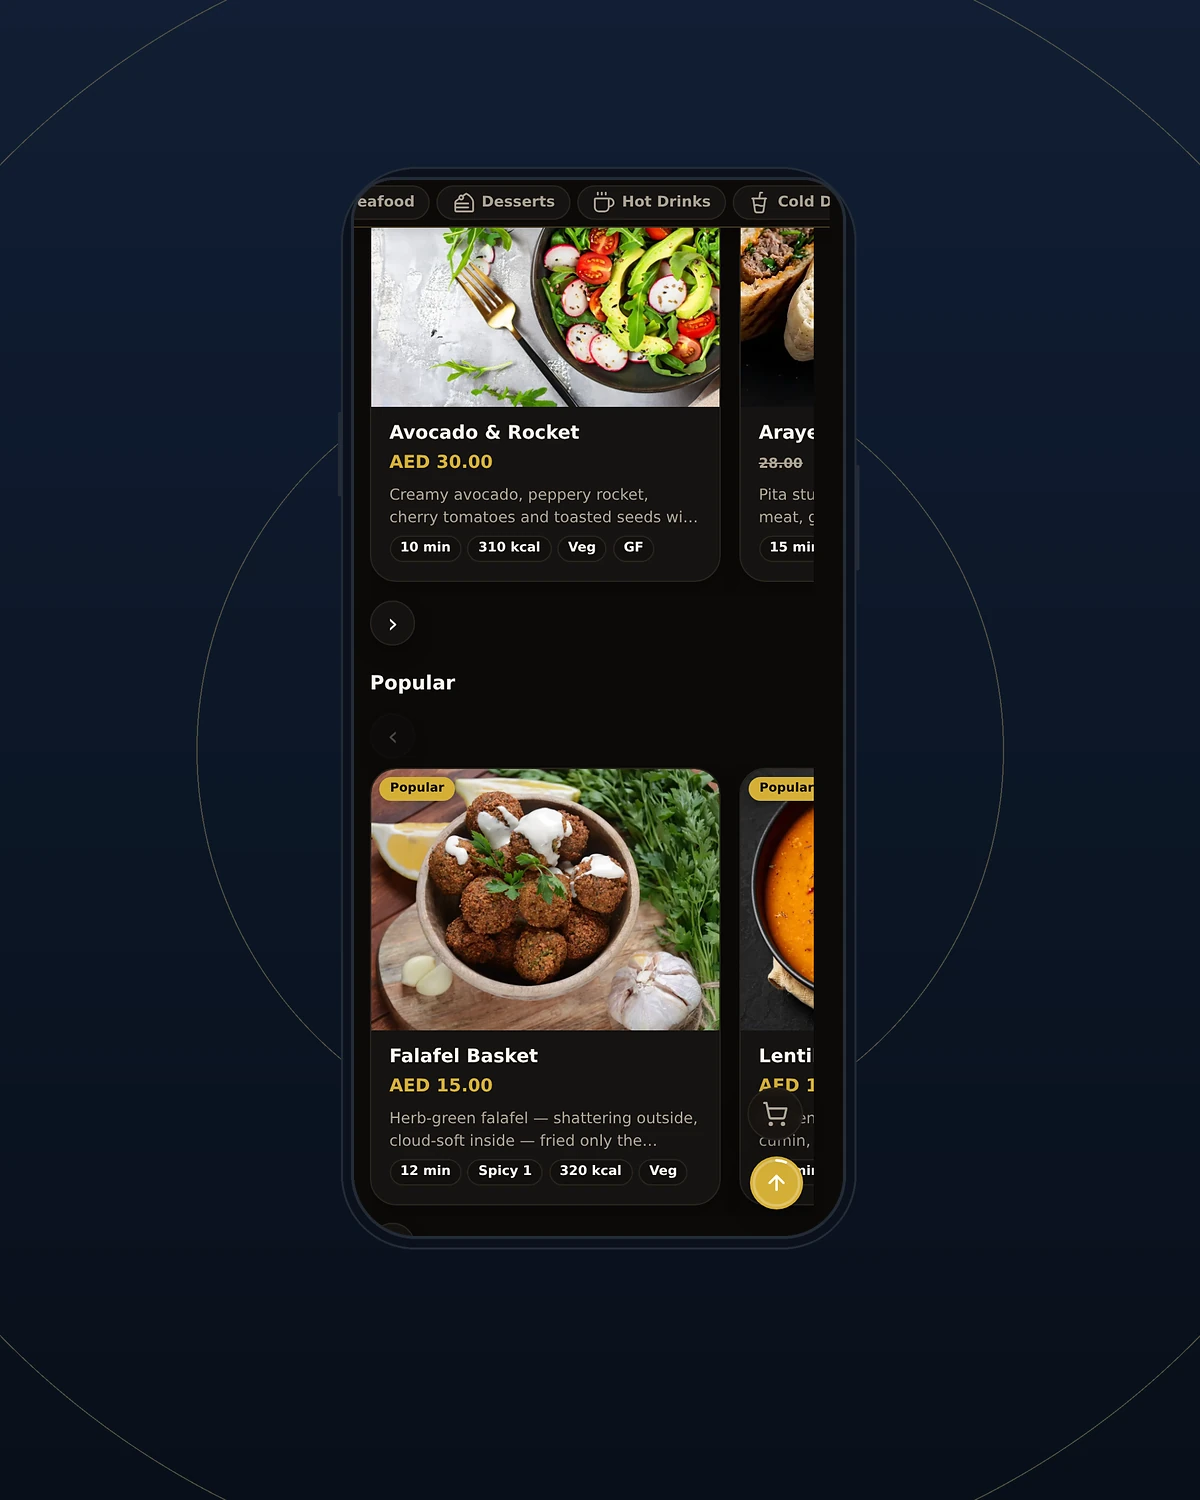 eafood
Desserts
Hot Drinks
Cold D
Avocado & Rocket
AED 30.00
Creamy avocado, peppery rocket,
cherry tomatoes and toasted seeds wi...
10 min
310 kcal
Veg
GF
Araye
28.00
Pita stu
meat, g
15 min
Popular
Popular
Falafel Basket
AED 15.00
Herb-green falafel — shattering outside,
cloud-soft inside — fried only the...
12 min
Spicy 1
320 kcal
Veg
Popular
Lenti
AED 1
cumin,